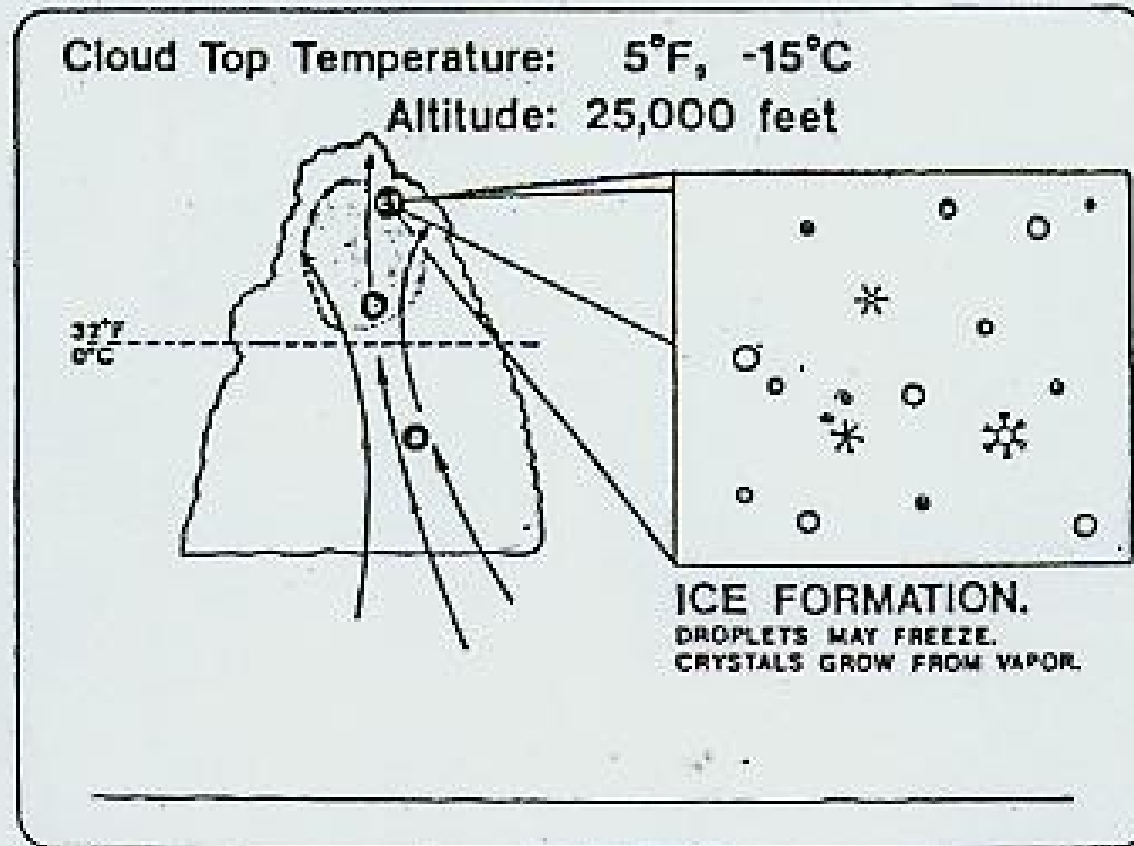 Cloud Top Temperature: 5°F, -15°C
Altitude: 25,000 feet
32°F
0°C
ICE FORMATION.
DROPLETS MAY FREEZE.
CRYSTALS GROW FROM VAPOR.